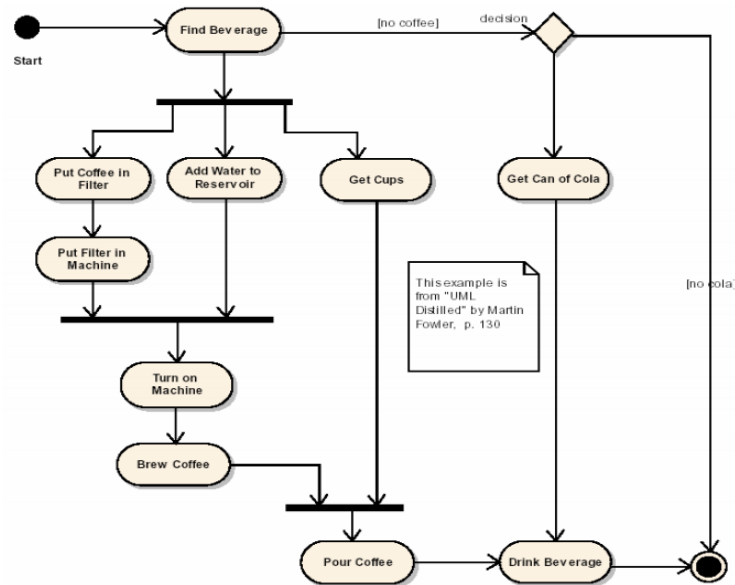 Start
Find Beverage
[no coffee]
decision
Put Coffee in
Filter
Add Water to
Reservoir
Get Cups
Get Can of Cola
Put Filter in
Machine
This example is
from "UML
Distilled" by Martin
Fowler, p. 130
[no cola]
Turn on
Machine
Brew Coffee
Pour Coffee
Drink Beverage